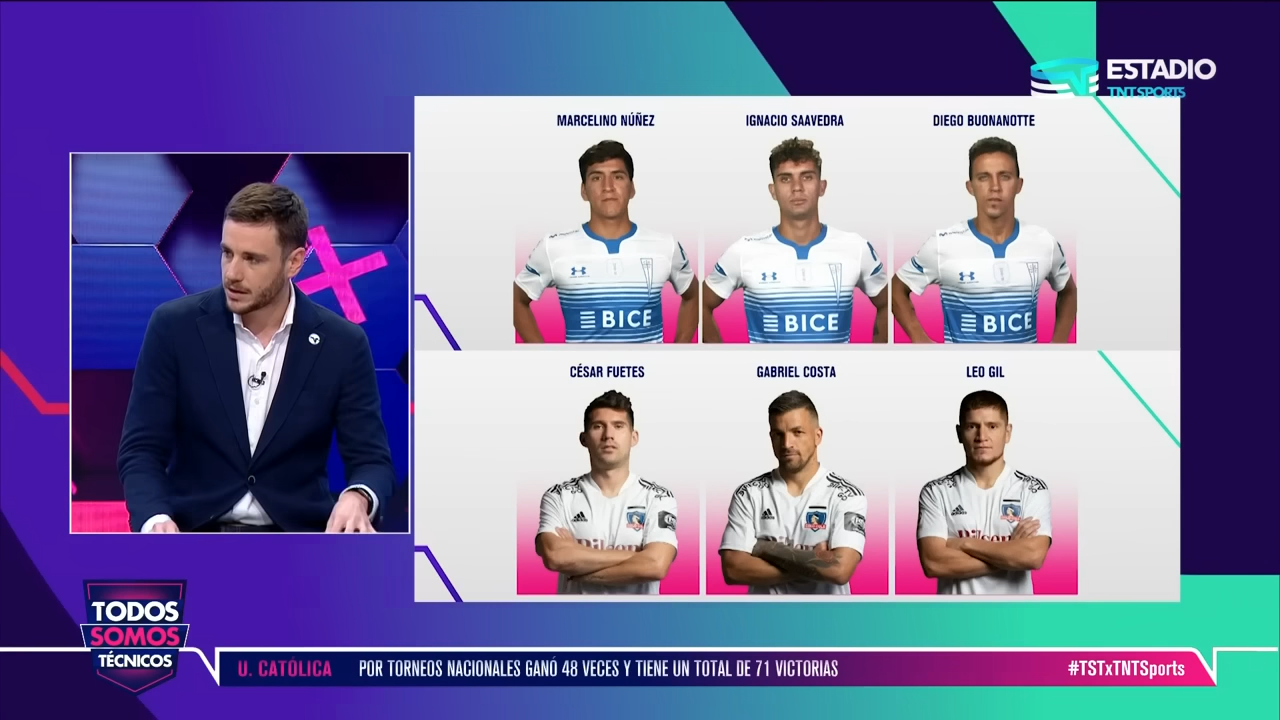 ESTADIO
TNT SPORTS
MARCELINO NÚÑEZ
IGNACIO SAAVEDRA
DIEGO BUONANOTTE
BICE
BICE
BICE
CÉSAR FUETES
GABRIEL COSTA
LEO GIL
TODOS
SOMOS
TÉCNICOS
U. CATÓLICA
POR TORNEOS NACIONALES GANÓ 48 VECES Y TIENE UN TOTAL DE 71 VICTORIAS
#TSTxTNTSports